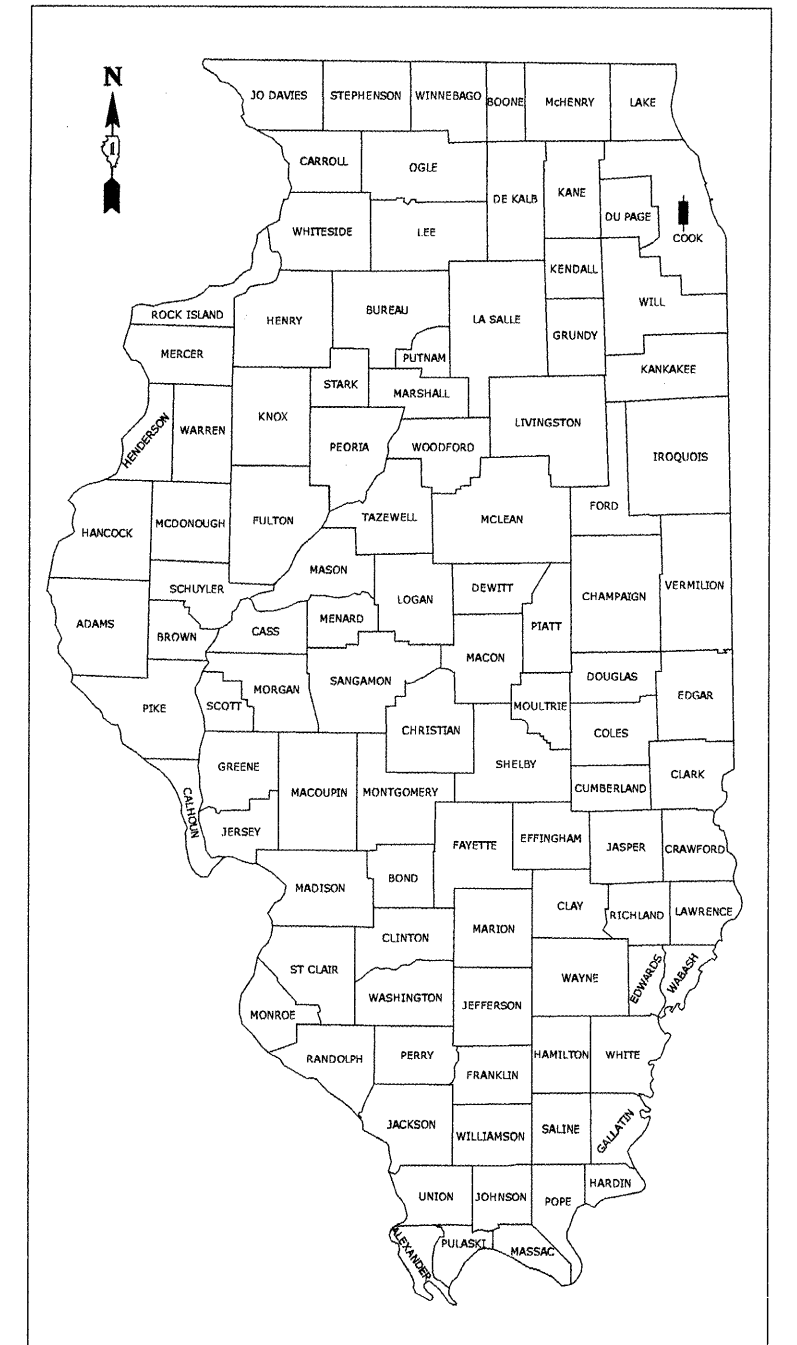 N
1
JO DAVIES
STEPHENSON
WINNEBAGO
BOONE
McHENRY
LAKE
CARROLL
OGLE
DE KALB
KANE
DU PAGE
COOK
WHITESIDE
LEE
KENDALL
WILL
ROCK ISLAND
HENRY
BUREAU
LA SALLE
GRUNDY
MERCER
PUTNAM
KANKAKEE
STARK
MARSHALL
HENDERSON
WARREN
KNOX
PEORIA
WOODFORD
LIVINGSTON
IROQUOIS
HANCOCK
MCDONOUGH
FULTON
TAZEWELL
MCLEAN
FORD
MASON
SCHUYLER
LOGAN
DEWITT
CHAMPAIGN
VERMILION
ADAMS
BROWN
CASS
MENARD
PIATT
MACON
SANGAMON
DOUGLAS
EDGAR
PIKE
SCOTT
MORGAN
CHRISTIAN
MOULTRIE
COLES
GREENE
MACOUPIN
MONTGOMERY
SHELBY
CUMBERLAND
CLARK
CALHOUN
JERSEY
FAYETTE
EFFINGHAM
JASPER
CRAWFORD
MADISON
BOND
CLAY
RICHLAND
LAWRENCE
CLINTON
MARION
ST CLAIR
WAYNE
EDWARDS
WABASH
WASHINGTON
JEFFERSON
MONROE
RANDOLPH
PERRY
FRANKLIN
HAMILTON
WHITE
JACKSON
WILLIAMSON
SALINE
GALLATIN
UNION
JOHNSON
POPE
HARDIN
ALEXANDER
PULASKI
MASSAC